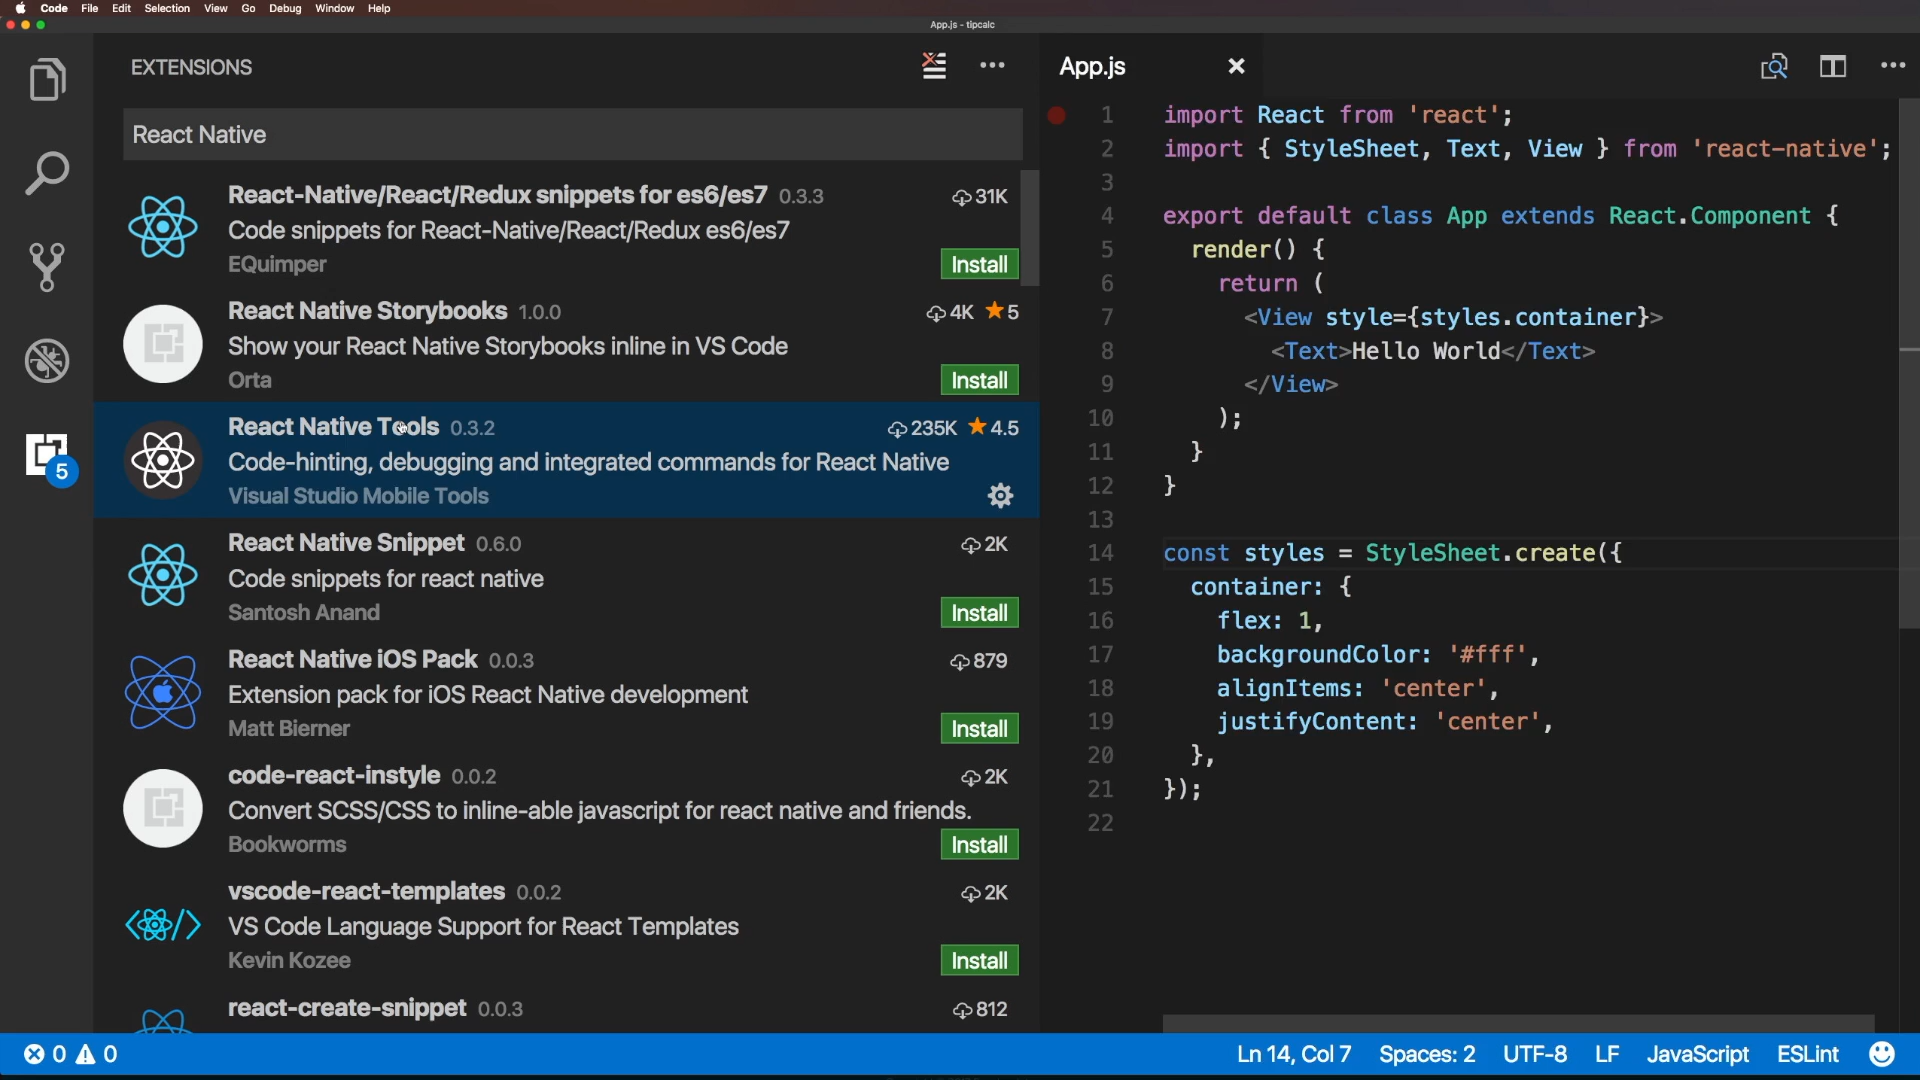 Code File Edit Selection View Go Debug Window Help
App.js - tipcalc
EXTENSIONS
React Native
React-Native/React/Redux snippets for es6/es7 0.3.3 31K
Code snippets for React-Native/React/Redux es6/es7
EQuimper Install
React Native Storybooks 1.0.0 4K 5
Show your React Native Storybooks inline in VS Code
Orta Install
React Native Tools 0.3.2 235K 4.5
Code-hinting, debugging and integrated commands for React Native
Visual Studio Mobile Tools
5
React Native Snippet 0.6.0 2K
Code snippets for react native
Santosh Anand Install
React Native iOS Pack 0.0.3 879
Extension pack for iOS React Native development
Matt Bierner Install
code-react-instyle 0.0.2 2K
Convert SCSS/CSS to inline-able javascript for react native and friends.
Bookworms Install
vscode-react-templates 0.0.2 2K
VS Code Language Support for React Templates
Kevin Kozee Install
react-create-snippet 0.0.3 812
App.js
1 import React from 'react';
2 import { StyleSheet, Text, View } from 'react-native';
3
4 export default class App extends React.Component {
5 render() {
6 return (
7 <View style={styles.container}>
8 <Text>Hello World</Text>
9 </View>
10 );
11 }
12 }
13
14 const styles = StyleSheet.create({
15 container: {
16 flex: 1,
17 backgroundColor: '#fff',
18 alignItems: 'center',
19 justifyContent: 'center',
20 },
21 });
22
0 0 Ln 14, Col 7 Spaces: 2 UTF-8 LF JavaScript ESLint